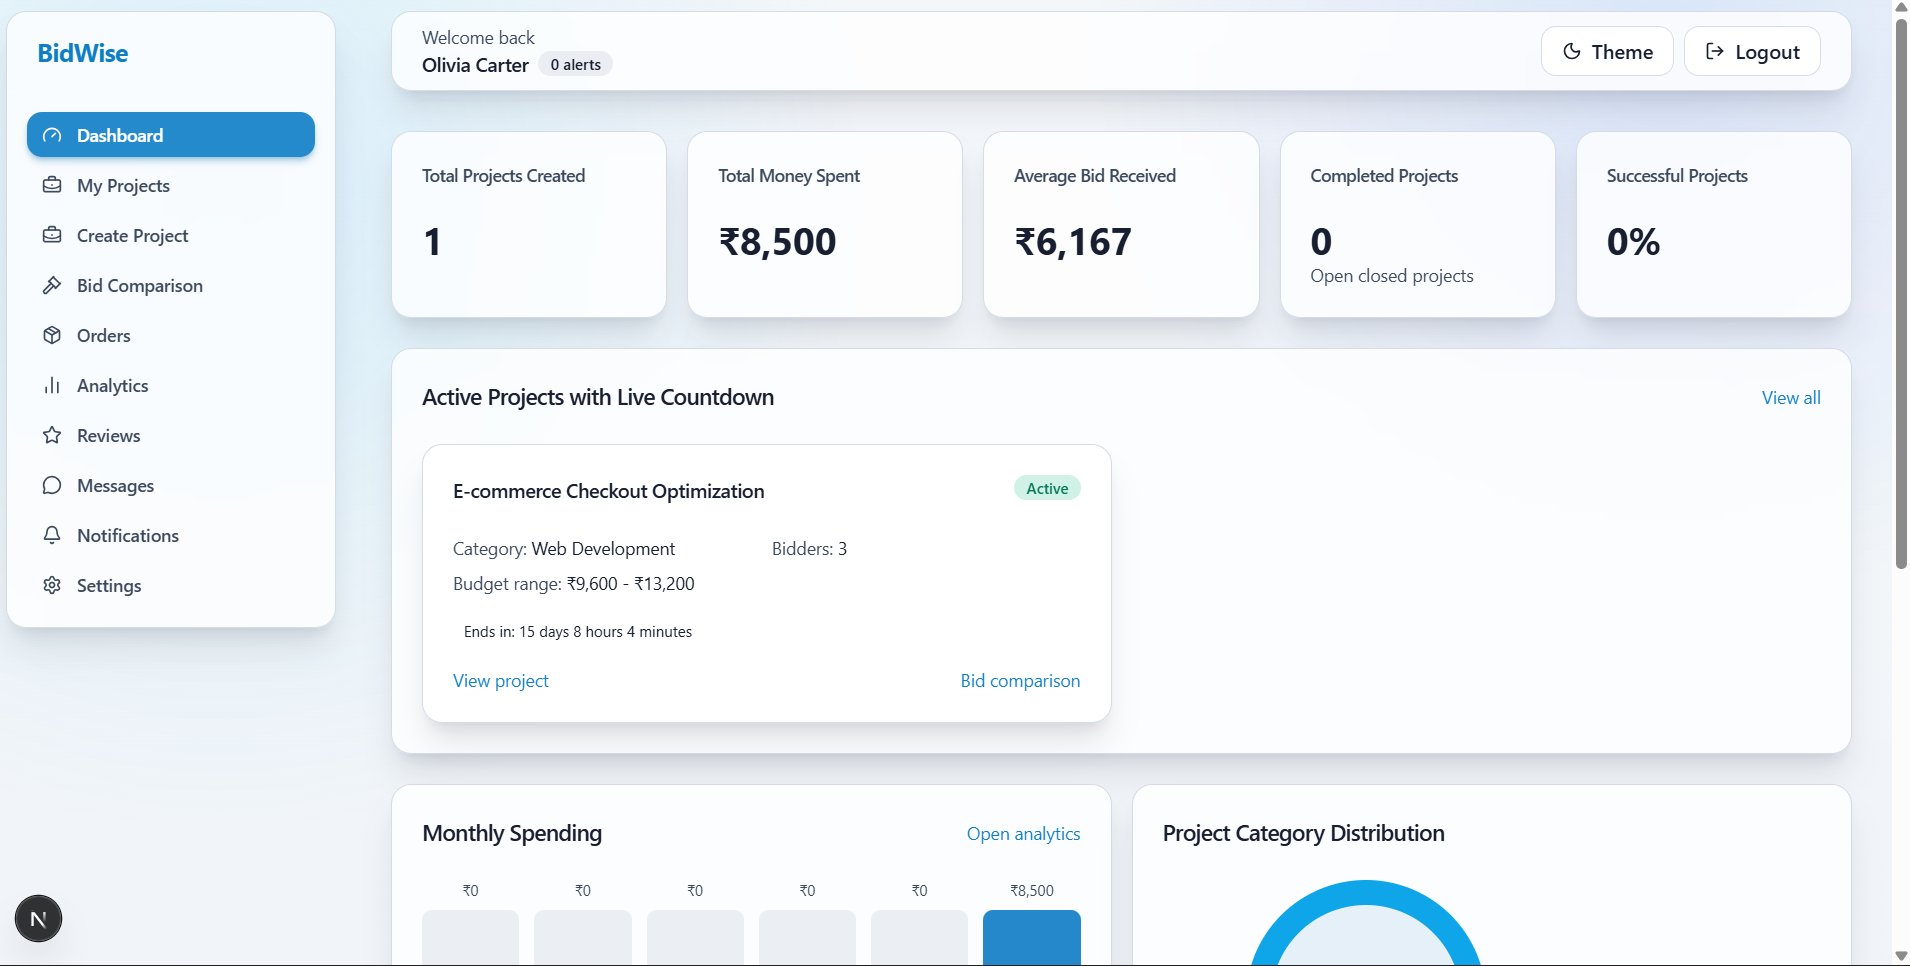 BidWise
Dashboard
My Projects
Create Project
Bid Comparison
Orders
Analytics
Reviews
Messages
Notifications
Settings
Welcome back
Olivia Carter 0 alerts
Theme
Logout
Total Projects Created
1
Total Money Spent
₹8,500
Average Bid Received
₹6,167
Completed Projects
0
Open closed projects
Successful Projects
0%
Active Projects with Live Countdown
View all
E-commerce Checkout Optimization
Active
Category: Web Development
Bidders: 3
Budget range: ₹9,600 - ₹13,200
Ends in: 15 days 8 hours 4 minutes
View project
Bid comparison
Monthly Spending
Open analytics
₹0 ₹0 ₹0 ₹0 ₹0 ₹8,500
Project Category Distribution
N